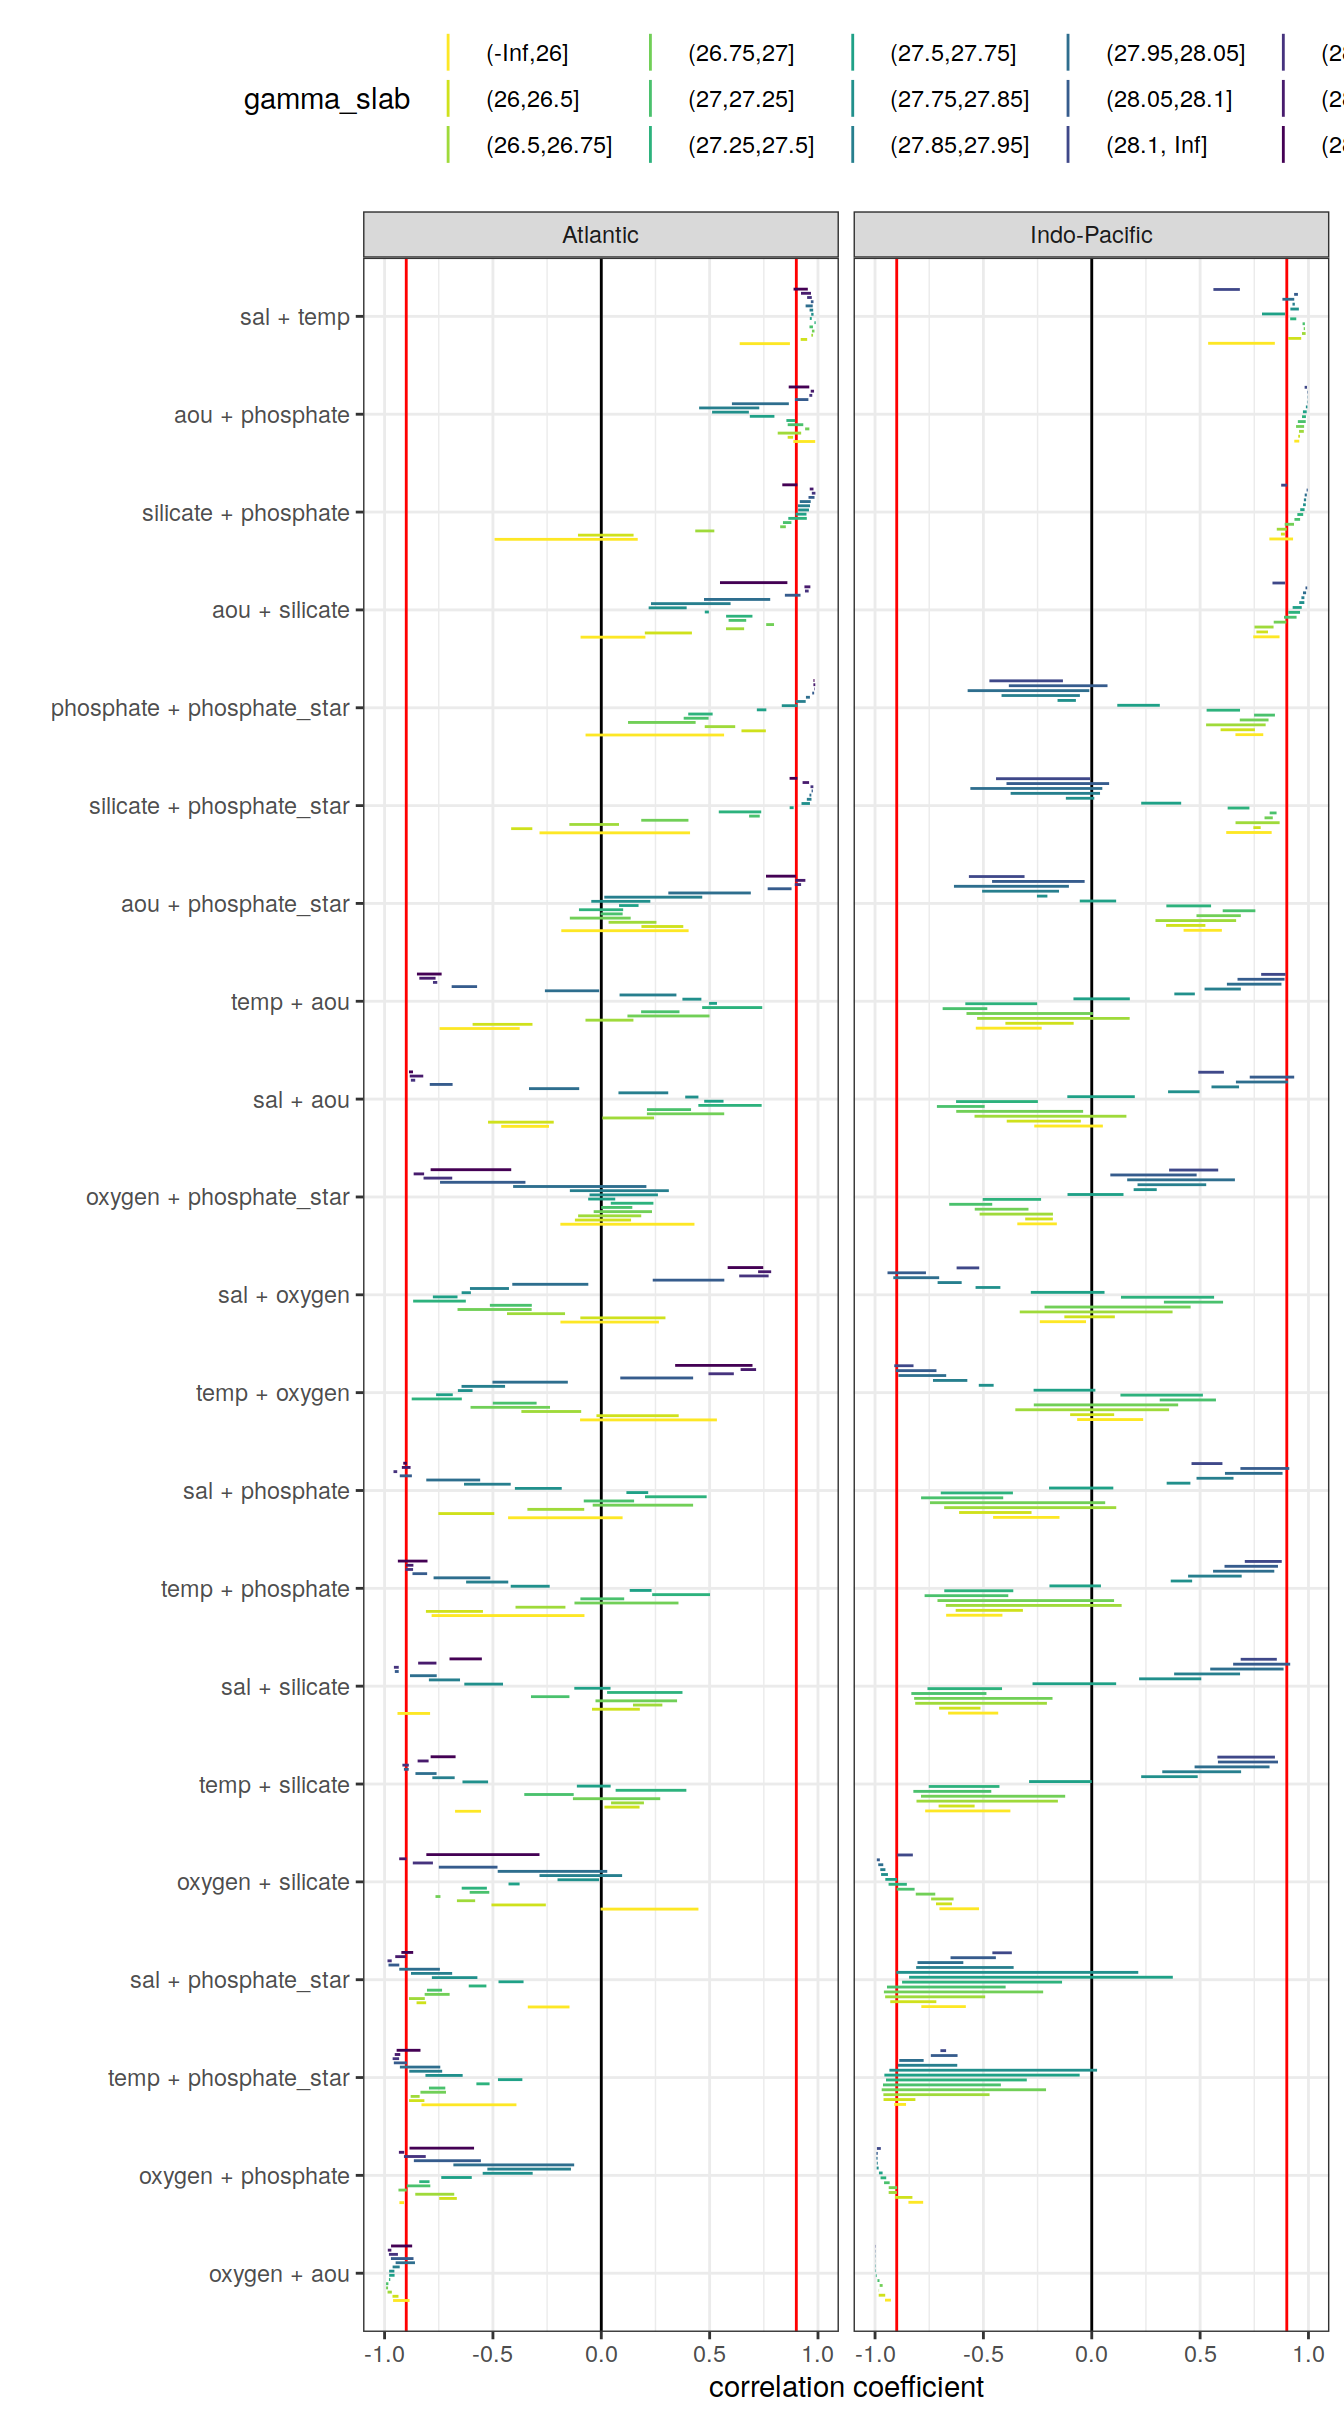 (-Inf,26] (26.75,27] (27.5,27.75] (27.95,28.05]
gamma_slab (26,26.5] (27,27.25] (27.75,27.85] (28.05,28.1]
(26.5,26.75] (27.25,27.5] (27.85,27.95] (28.1, Inf]
Atlantic Indo-Pacific
sal + temp
aou + phosphate
silicate + phosphate
aou + silicate
phosphate + phosphate_star
silicate + phosphate_star
aou + phosphate_star
temp + aou
sal + aou
oxygen + phosphate_star
sal + oxygen
temp + oxygen
sal + phosphate
temp + phosphate
sal + silicate
temp + silicate
oxygen + silicate
sal + phosphate_star
temp + phosphate_star
oxygen + phosphate
oxygen + aou
-1.0 -0.5 0.0 0.5 1.0 -1.0 -0.5 0.0 0.5 1.0
correlation coefficient